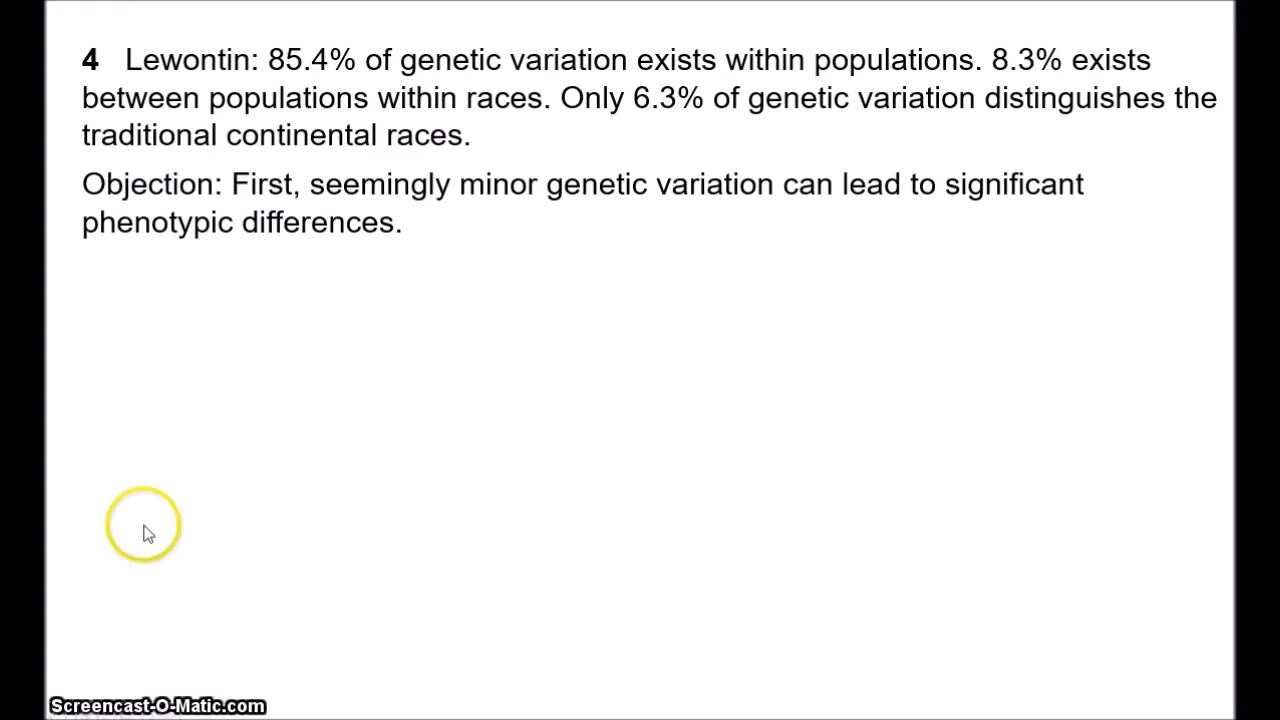 4 Lewontin: 85.4% of genetic variation exists within populations. 8.3% exists
between populations within races. Only 6.3% of genetic variation distinguishes the
traditional continental races.
Objection: First, seemingly minor genetic variation can lead to significant
phenotypic differences.
Screencast-O-Matic.com